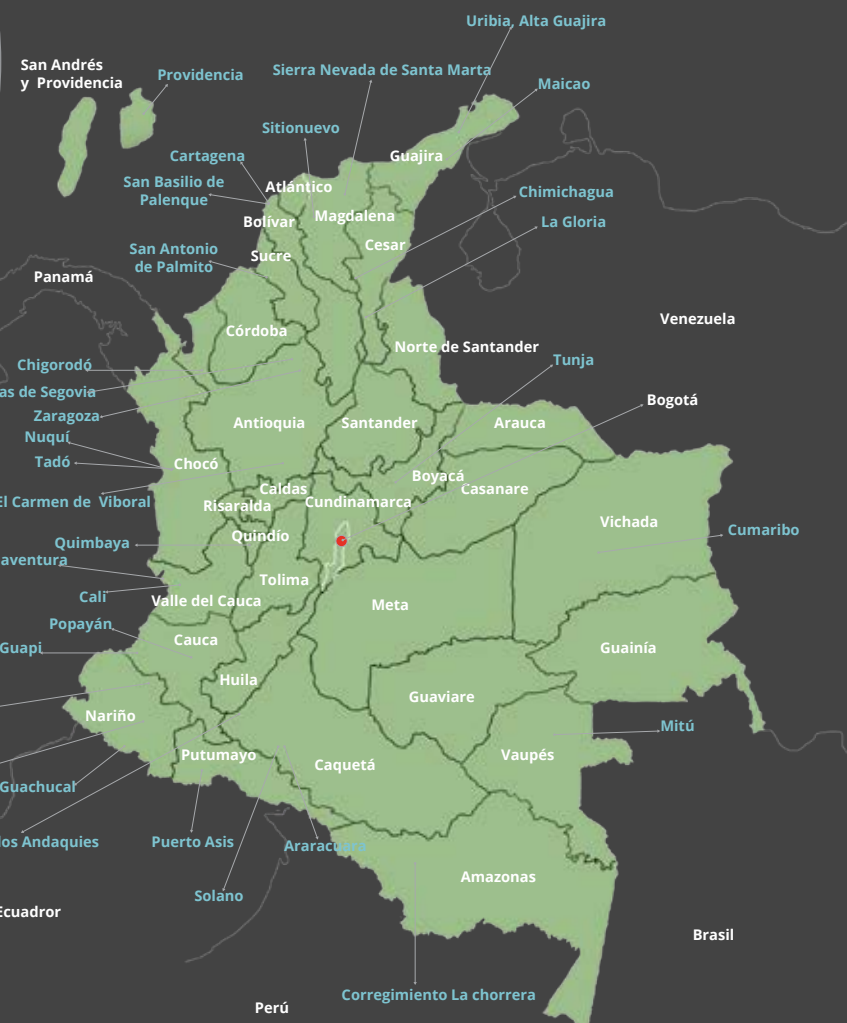 Uribia, Alta Guajira
San Andrés
y Providencia
Providencia
Sierra Nevada de Santa Marta
Maicao
Sitionuevo
Cartagena
Guajira
San Basilio de
Palenque
Atlántico
Chimichagua
Bolívar
Magdalena
La Gloria
San Antonio
de Palmito
Sucre
Cesar
Panamá
Venezuela
Córdoba
Norte de Santander
Tunja
Chigorodó
as de Segovia
Bogotá
Zaragoza
Antioquia
Santander
Arauca
Nuquí
Tadó
Chocó
Boyacá
Casanare
El Carmen de Viboral
Caldas
Risaralda
Cundinamarca
Vichada
Cumaribo
Quimbaya
Quindío
aventura
Tolima
Cali
Valle del Cauca
Meta
Popayán
Cauca
Guapi
Guainía
Huila
Guaviare
Nariño
Mitú
Putumayo
Caquetá
Vaupés
Guachucal
los Andaquies
Puerto Asis
Araracuara
Amazonas
Solano
Ecuadror
Brasil
Corregimiento La chorrera
Perú